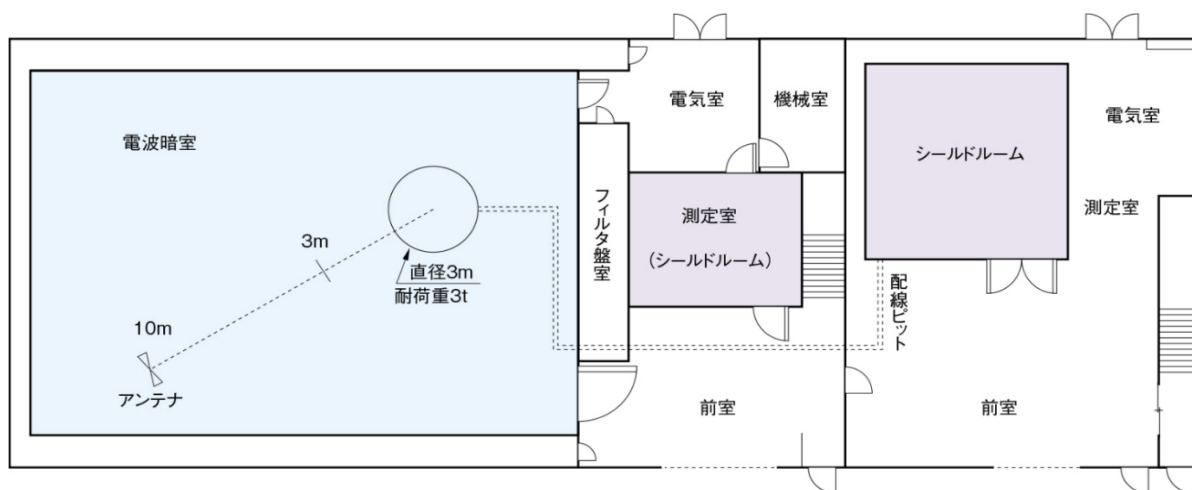 電波暗室
3m
直径3m
耐荷重3t
10m
アンテナ
フィルタ盤室
電気室
機械室
測定室
（シールドルーム）
前室
シールドルーム
電気室
測定室
配線ピット
前室